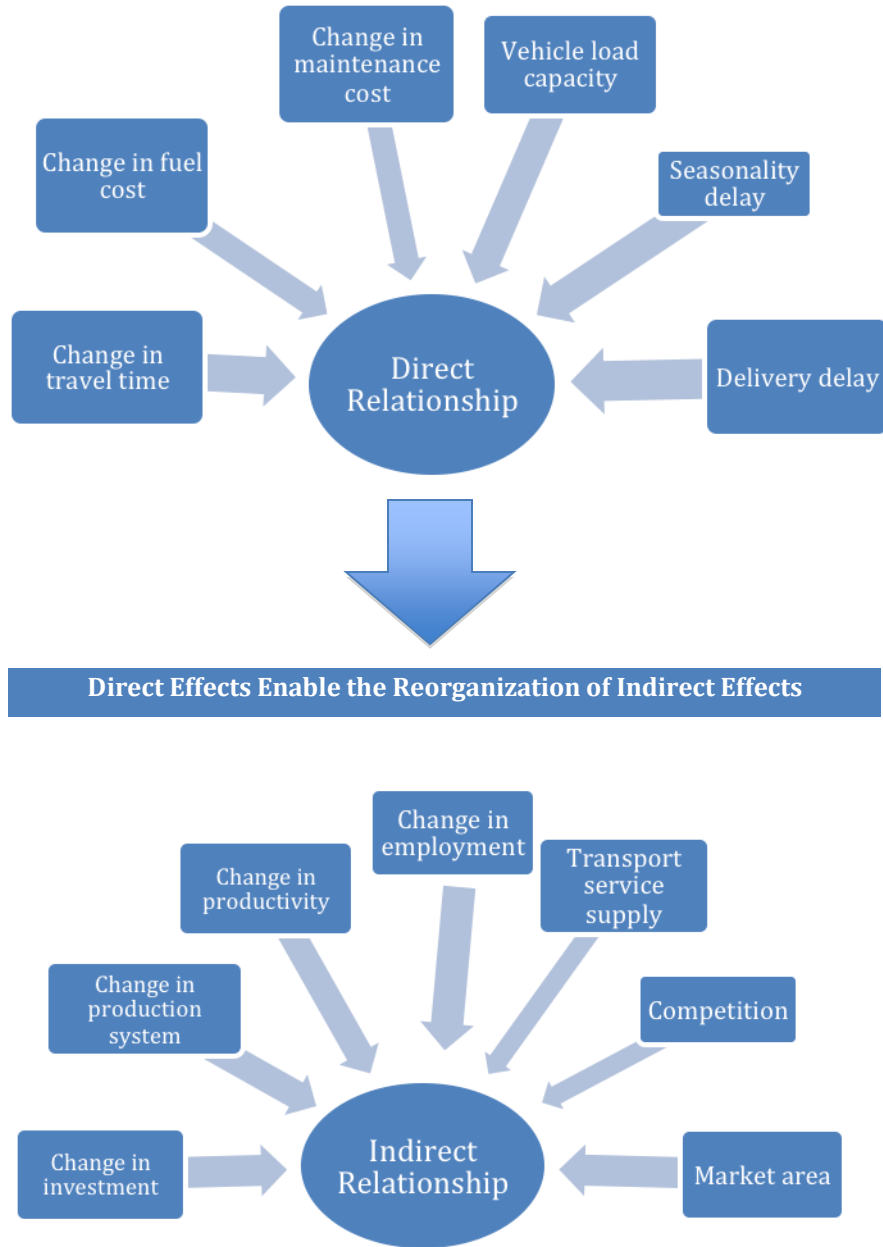 Change in
maintenance
cost
Vehicle load
capacity
Change in fuel
cost
Seasonality
delay
Change in
travel time
Direct
Relationship
Delivery delay
Direct Effects Enable the Reorganization of Indirect Effects
Change in
employment
Transport
service
supply
Change in
productivity
Change in
production
system
Competition
Change in
investment
Indirect
Relationship
Market area